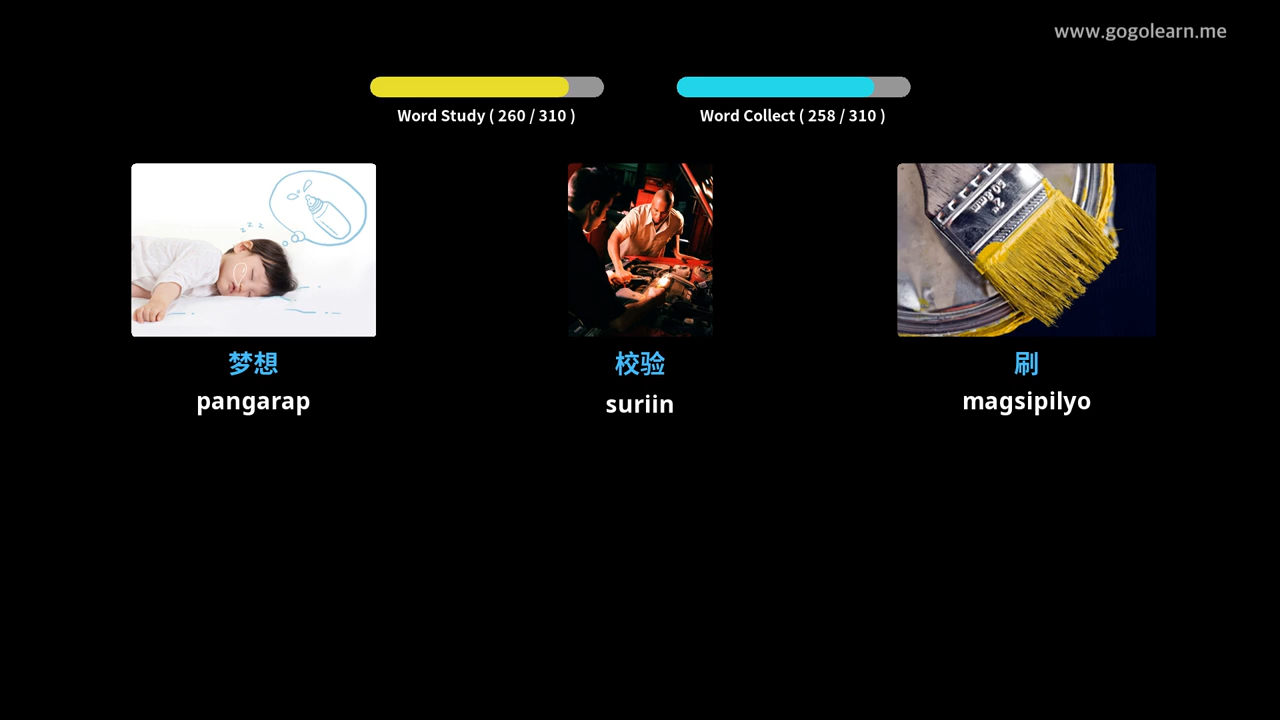 www.gogolearn.me
Word Study ( 260 / 310 )
Word Collect ( 258 / 310 )
梦想
校验
刷
pangarap
suriin
magsipilyo